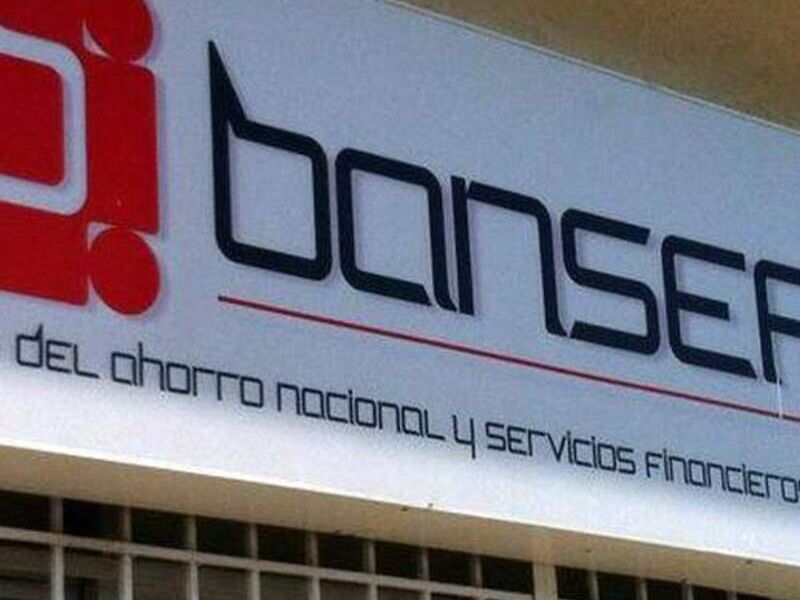 bansef
del ahorro nacional y servicios financieros